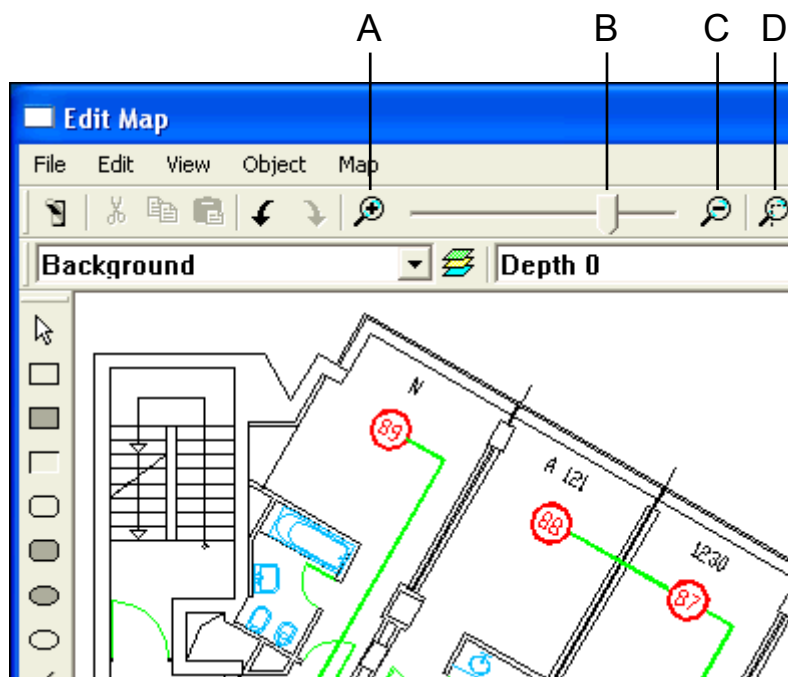 A B C D
Edit Map
File Edit View Object Map
Background Depth 0
N
89
A 121
88
1230
87